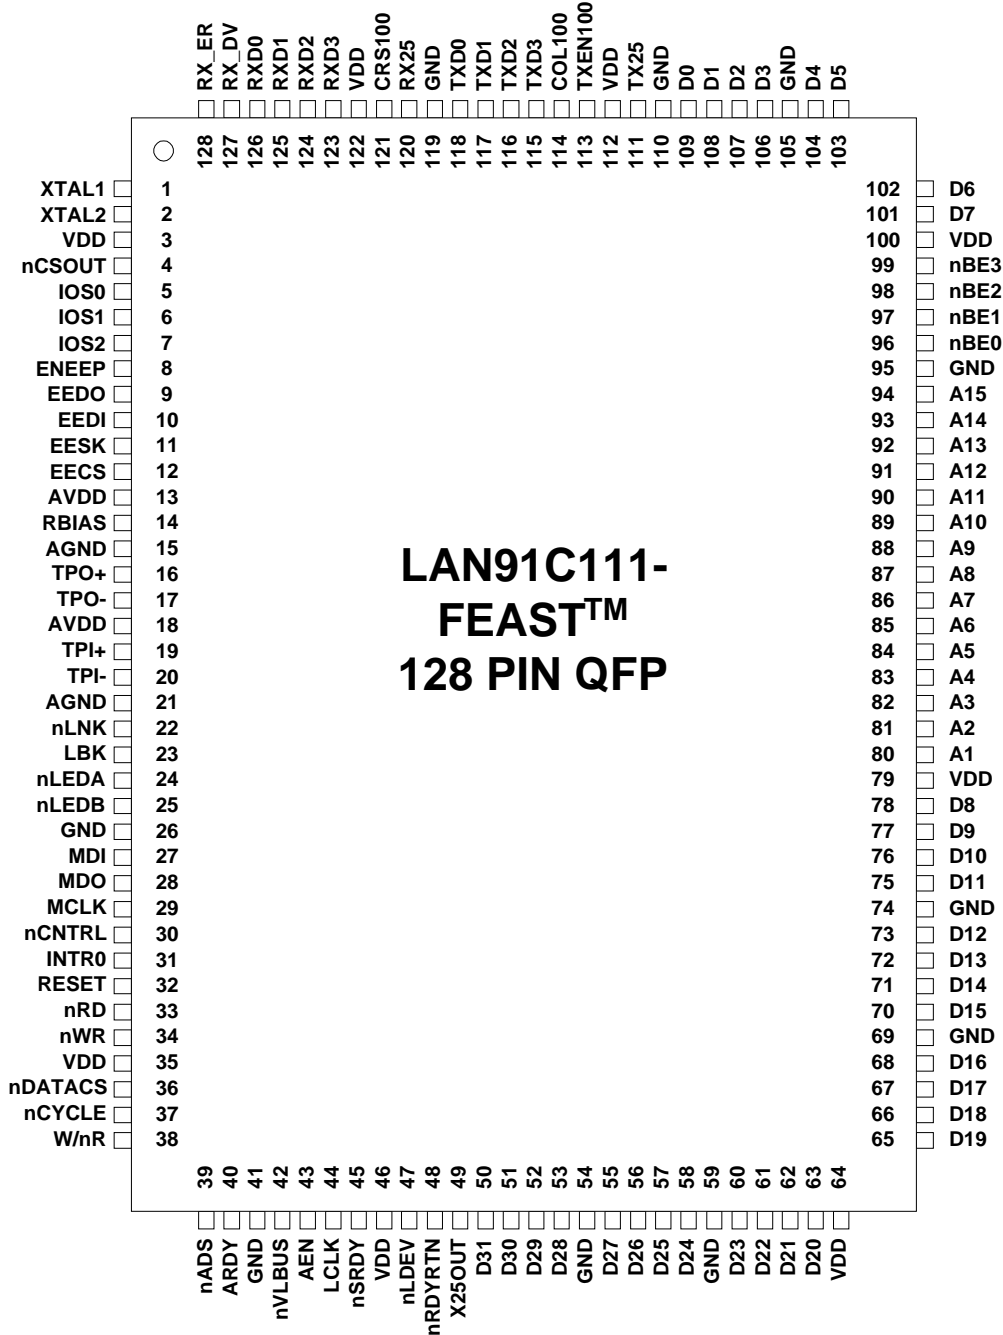 RX_ER RX_DV RXD0 RXD1 RXD2 RXD3 VDD CRS100 RX25 GND TXD0 TXD1 TXD2 TXD3 COL100 TXEN100 VDD TX25 GND D0 D1 D2 D3 GND D4 D5
128 127 126 125 124 123 122 121 120 119 118 117 116 115 114 113 112 111 110 109 108 107 106 105 104 103
XTAL1 1 102 D6
XTAL2 2 101 D7
VDD 3 100 VDD
nCSOUT 4 99 nBE3
IOS0 5 98 nBE2
IOS1 6 97 nBE1
IOS2 7 96 nBE0
ENEEP 8 95 GND
EEDO 9 94 A15
EEDI 10 93 A14
EESK 11 92 A13
EECS 12 91 A12
AVDD 13 90 A11
RBIAS 14 89 A10
AGND 15 88 A9
TPO+ 16 87 A8
TPO- 17 86 A7
AVDD 18 85 A6
TPI+ 19 84 A5
TPI- 20 83 A4
AGND 21 82 A3
nLNK 22 81 A2
LBK 23 80 A1
nLEDA 24 79 VDD
nLEDB 25 78 D8
GND 26 77 D9
MDI 27 76 D10
MDO 28 75 D11
MCLK 29 74 GND
nCNTRL 30 73 D12
INTR0 31 72 D13
RESET 32 71 D14
nRD 33 70 D15
nWR 34 69 GND
VDD 35 68 D16
nDATACS 36 67 D17
nCYCLE 37 66 D18
W/nR 38 65 D19
LAN91C111-
FEAST™
128 PIN QFP
39 40 41 42 43 44 45 46 47 48 49 50 51 52 53 54 55 56 57 58 59 60 61 62 63 64
nADS ARDY GND nVLBUS AEN LCLK nSRDY VDD nLDEV nRDYRTN X25OUT D31 D30 D29 D28 GND D27 D26 D25 D24 GND D23 D22 D21 D20 VDD